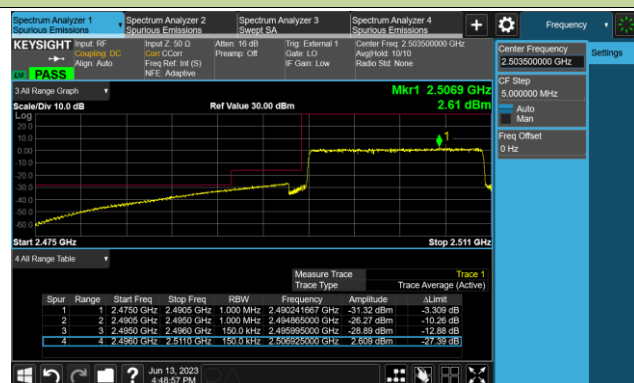 Spectrum Analyzer 1
Spurious Emissions
Spectrum Analyzer 2
Spurious Emissions
Spectrum Analyzer 3
Swept SA
Spectrum Analyzer 4
Spurious Emissions
Frequency
KEYSIGHT
Input: RF
Coupling: DC
Align: Auto
Input Z: 50 Ω
Corr CCorr
Freq Ref: Int (S)
NFE: Adaptive
Atten: 16 dB
Preamp: Off
Trig: External 1
Gate: LO
IF Gain: Low
Center Freq: 2.503500000 GHz
Avg|Hold: 10/10
Radio Std: None
PASS
Center Frequency
2.503500000 GHz
Settings
CF Step
5.000000 MHz
Auto
Man
Freq Offset
0 Hz
3 All Range Graph
Mkr1 2.5069 GHz
Scale/Div 10.0 dB
Ref Value 30.00 dBm
2.61 dBm
Log
20.0
10.0
0.00
-10.0
-20.0
-30.0
-40.0
-50.0
-60.0
1
Start 2.475 GHz
Stop 2.511 GHz
4 All Range Table
Measure Trace Trace 1
Trace Type Trace Average (Active)
Spur Range Start Freq Stop Freq RBW Frequency Amplitude ΔLimit
1 1 2.4750 GHz 2.4905 GHz 1.000 MHz 2.490241667 GHz -31.32 dBm -3.309 dB
2 2 2.4905 GHz 2.4950 GHz 1.000 MHz 2.494865000 GHz -26.27 dBm -10.26 dB
3 3 2.4950 GHz 2.4960 GHz 150.0 kHz 2.495995000 GHz -28.89 dBm -12.88 dB
4 4 2.4960 GHz 2.5110 GHz 150.0 kHz 2.506925000 GHz 2.609 dBm -27.39 dB
?
Jun 13, 2023
4:48:57 PM